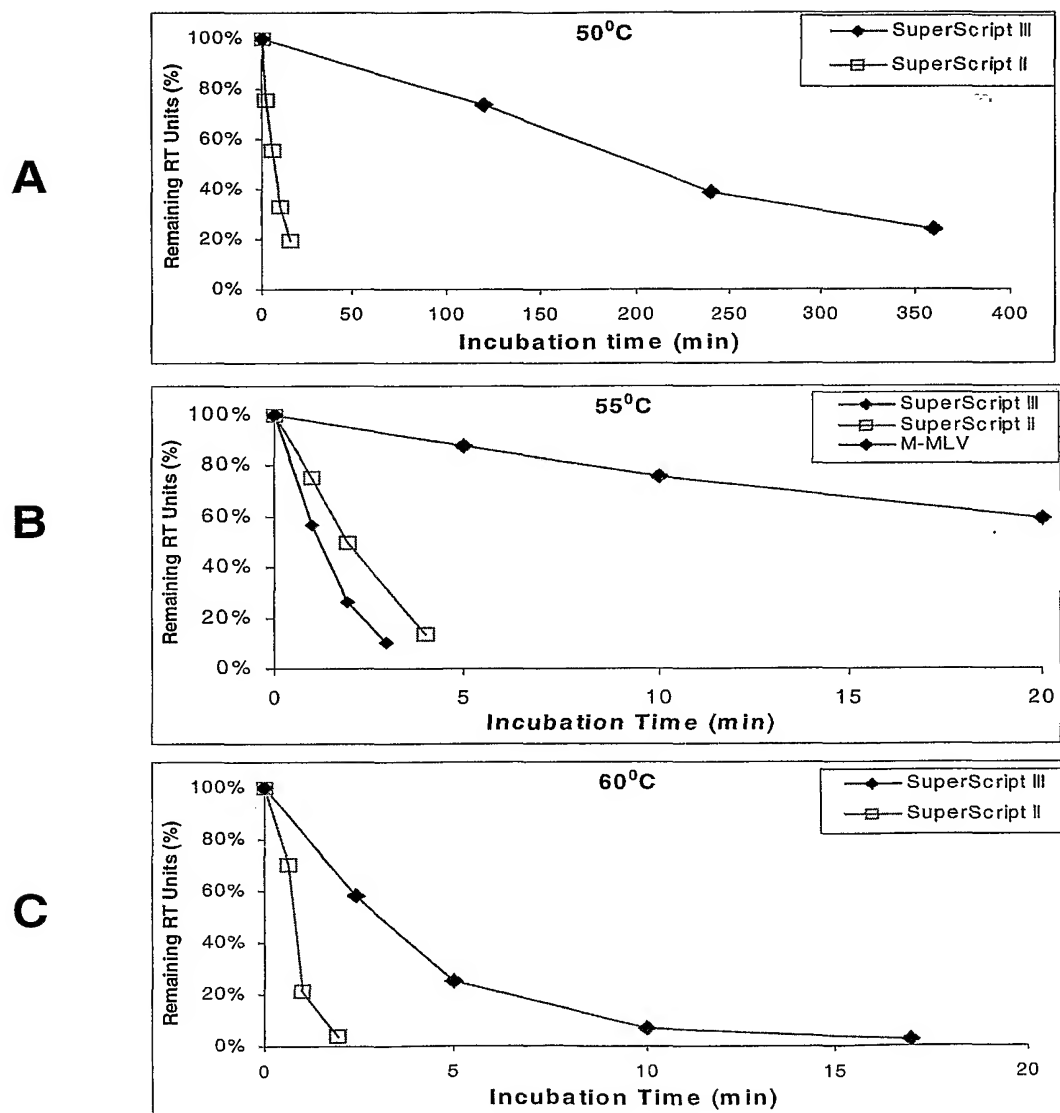 A
50⁰C
SuperScript III
SuperScript II
Remaining RT Units (%)
100%
80%
60%
40%
20%
0%
0 50 100 150 200 250 300 350 400
Incubation time (min)
B
55⁰C
SuperScript III
SuperScript II
M-MLV
Remaining RT Units (%)
100%
80%
60%
40%
20%
0%
0 5 10 15 20
Incubation Time (min)
C
60⁰C
SuperScript III
SuperScript II
Remaining RT Units (%)
100%
80%
60%
40%
20%
0%
0 5 10 15 20
Incubation Time (min)